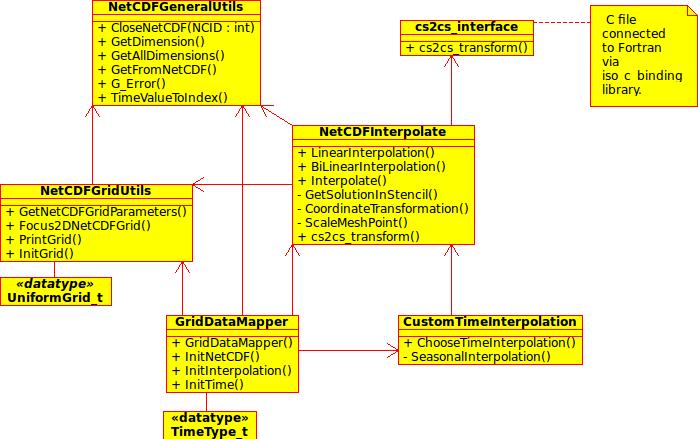 NetCDFGeneralUtils
+ CloseNetCDF(NCID : int)
+ GetDimension()
+ GetAllDimensions()
+ GetFromNetCDF()
+ G_Error()
+ TimeValueToIndex()
cs2cs_interface
+ cs2cs_transform()
C file
connected
to Fortran
via
iso_c_binding
library.
NetCDFInterpolate
+ LinearInterpolation()
+ BiLinearInterpolation()
+ Interpolate()
- GetSolutionInStencil()
- CoordinateTransformation()
- ScaleMeshPoint()
+ cs2cs_transform()
NetCDFGridUtils
+ GetNetCDFGridParameters()
+ Focus2DNetCDFGrid()
+ PrintGrid()
+ InitGrid()
«datatype»
UniformGrid_t
GridDataMapper
+ GridDataMapper()
+ InitNetCDF()
+ InitInterpolation()
+ InitTime()
CustomTimeInterpolation
+ ChooseTimeInterpolation()
- SeasonalInterpolation()
«datatype»
TimeType_t